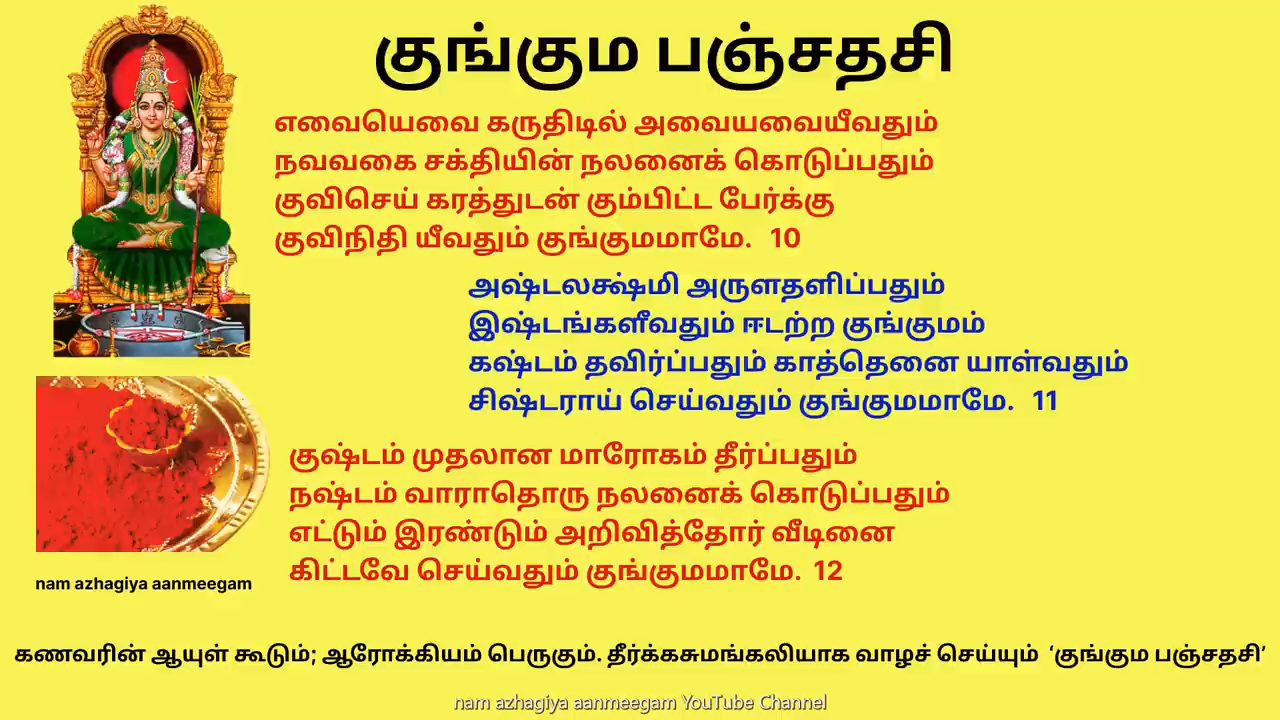 குங்கும பஞ்சதசி
எவையெவை கருதிடில் அவையவையீவதும்
நவவகை சக்தியின் நலனைக் கொடுப்பதும்
குவிசெய் கரத்துடன் கும்பிட்ட பேர்க்கு
குவிநிதி யீவதும் குங்குமமாமே. 10
அஷ்டலக்ஷ்மி அருளதளிப்பதும்
இஷ்டங்களீவதும் ஈடற்ற குங்குமம்
கஷ்டம் தவிர்ப்பதும் காத்தெனை யாள்வதும்
சிஷ்டராய் செய்வதும் குங்குமமாமே. 11
குஷ்டம் முதலான மாரோகம் தீர்ப்பதும்
நஷ்டம் வாராதொரு நலனைக் கொடுப்பதும்
எட்டும் இரண்டும் அறிவித்தோர் வீடினை
கிட்டவே செய்வதும் குங்குமமாமே. 12
nam azhagiya aanmeegam
கணவரின் ஆயுள் கூடும்; ஆரோக்கியம் பெருகும். தீர்க்கசுமங்கலியாக வாழச் செய்யும் ‘குங்கும பஞ்சதசி’
nam azhagiya aanmeegam YouTube Channel